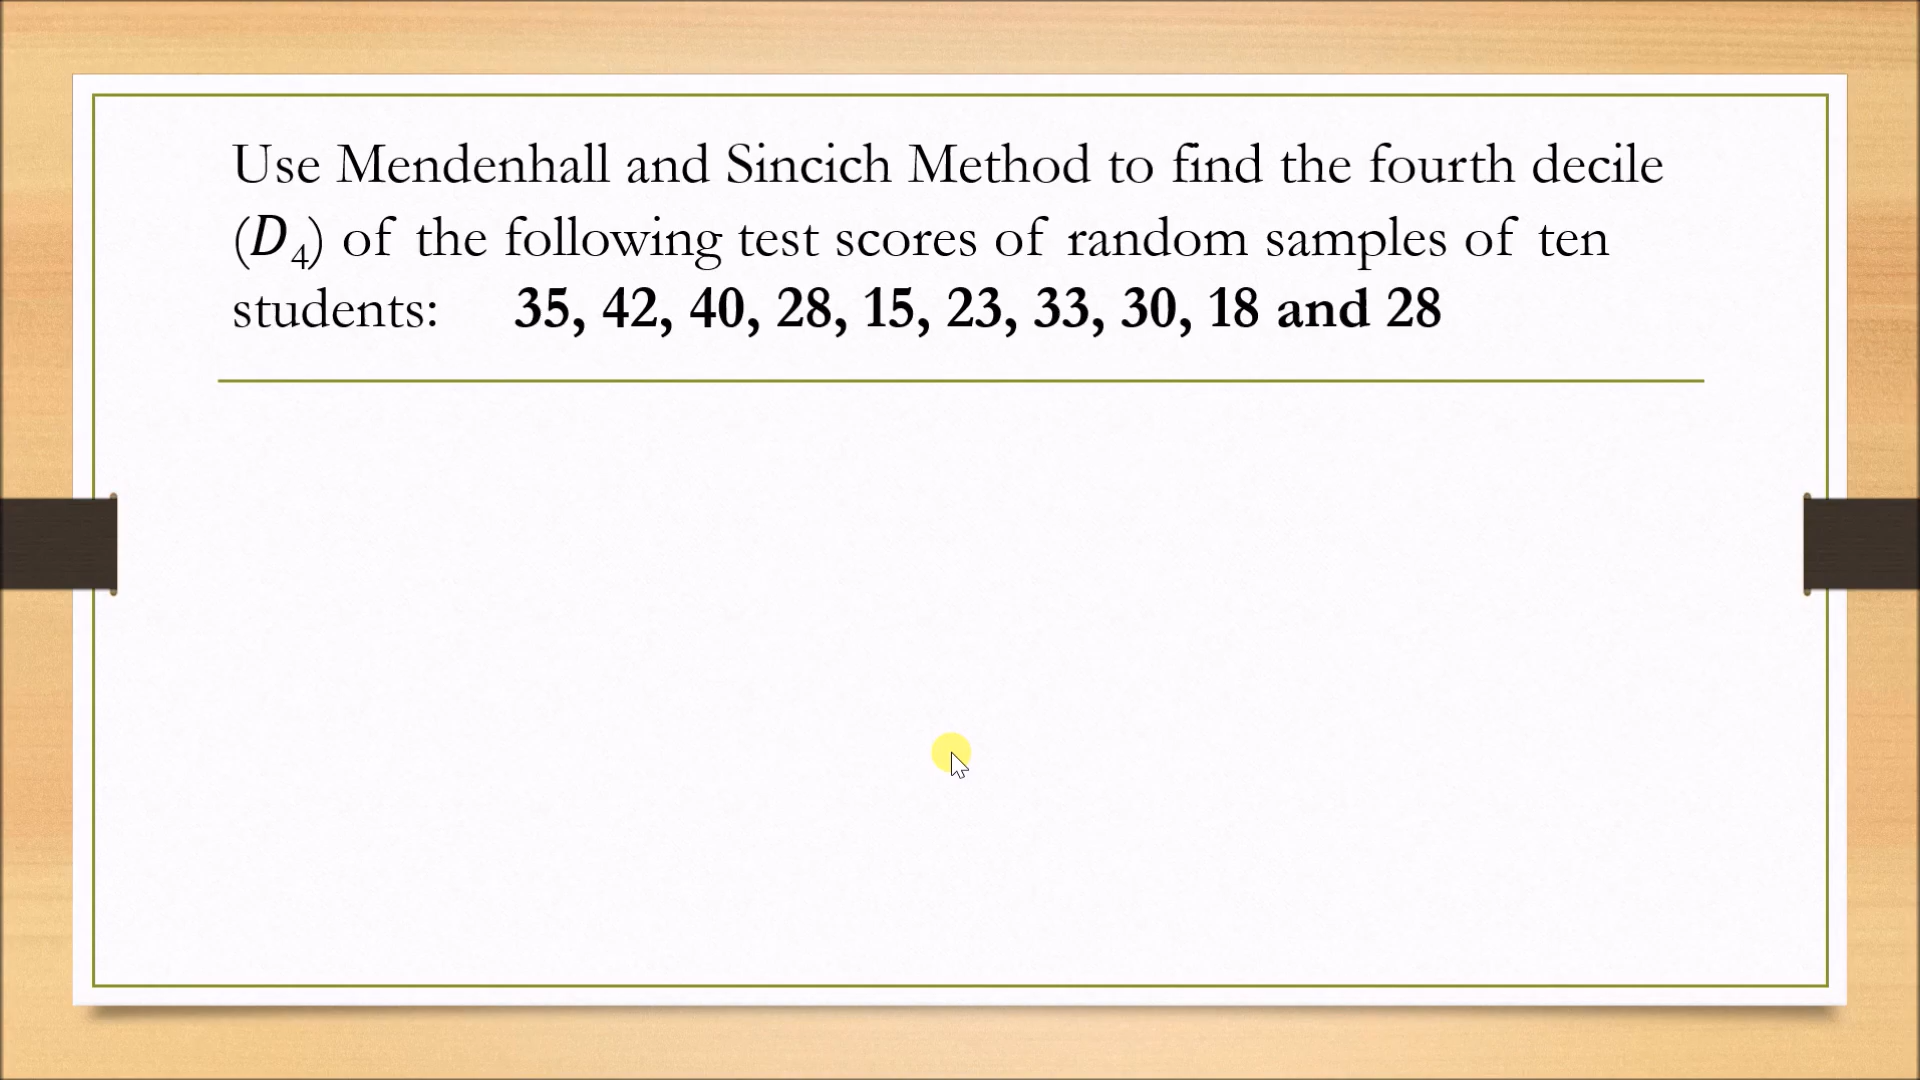 Use Mendenhall and Sincich Method to find the fourth decile
(D₄) of the following test scores of random samples of ten
students: 35, 42, 40, 28, 15, 23, 33, 30, 18 and 28